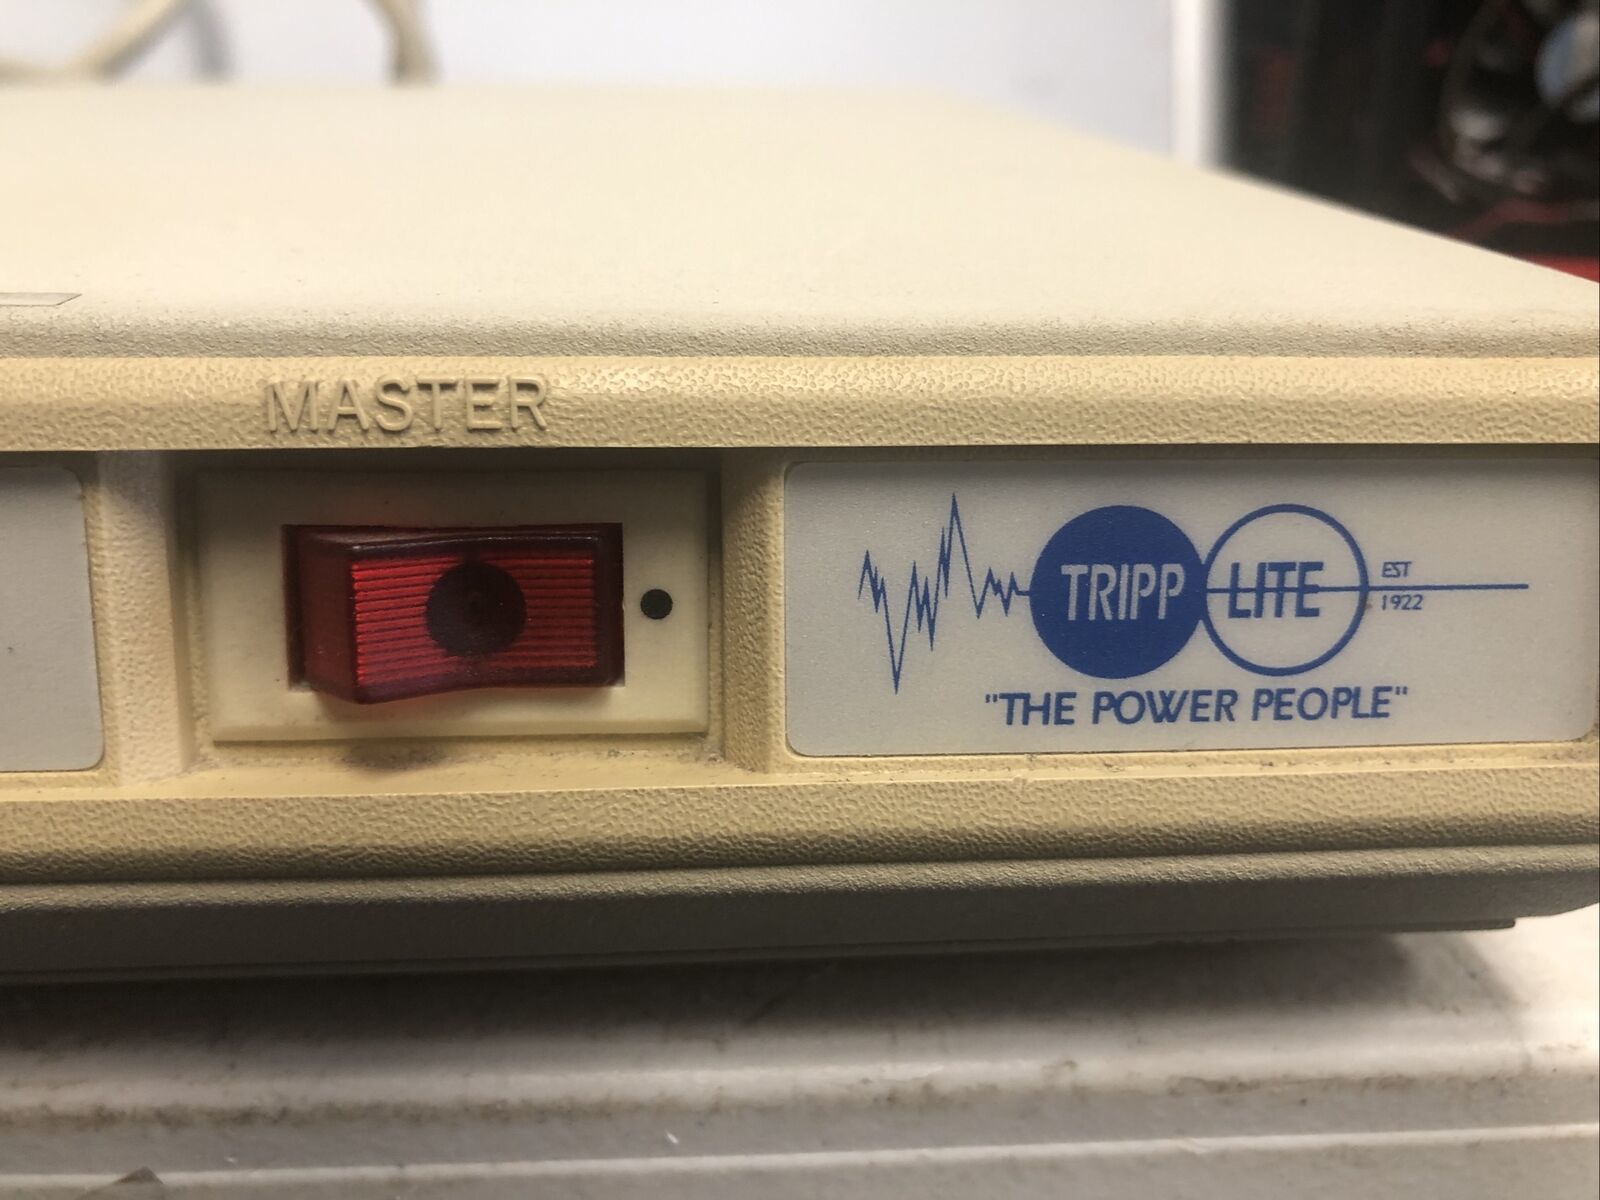 MASTER
TRIPP LITE
EST
1922
"THE POWER PEOPLE"